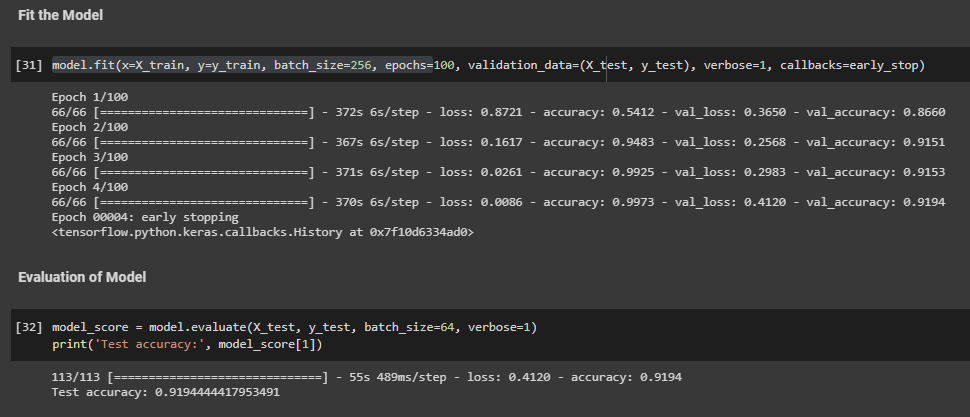 Fit the Model
[31] model.fit(x=X_train, y=y_train, batch_size=256, epochs=100, validation_data=(X_test, y_test), verbose=1, callbacks=early_stop)
Epoch 1/100
66/66 [==============================] - 372s 6s/step - loss: 0.8721 - accuracy: 0.5412 - val_loss: 0.3650 - val_accuracy: 0.8660
Epoch 2/100
66/66 [==============================] - 367s 6s/step - loss: 0.1617 - accuracy: 0.9483 - val_loss: 0.2568 - val_accuracy: 0.9151
Epoch 3/100
66/66 [==============================] - 371s 6s/step - loss: 0.0261 - accuracy: 0.9925 - val_loss: 0.2983 - val_accuracy: 0.9153
Epoch 4/100
66/66 [==============================] - 370s 6s/step - loss: 0.0086 - accuracy: 0.9973 - val_loss: 0.4120 - val_accuracy: 0.9194
Epoch 00004: early stopping
<tensorflow.python.keras.callbacks.History at 0x7f10d6334ad0>
Evaluation of Model
[32] model_score = model.evaluate(X_test, y_test, batch_size=64, verbose=1)
print('Test accuracy:', model_score[1])
113/113 [==============================] - 55s 489ms/step - loss: 0.4120 - accuracy: 0.9194
Test accuracy: 0.9194444417953491